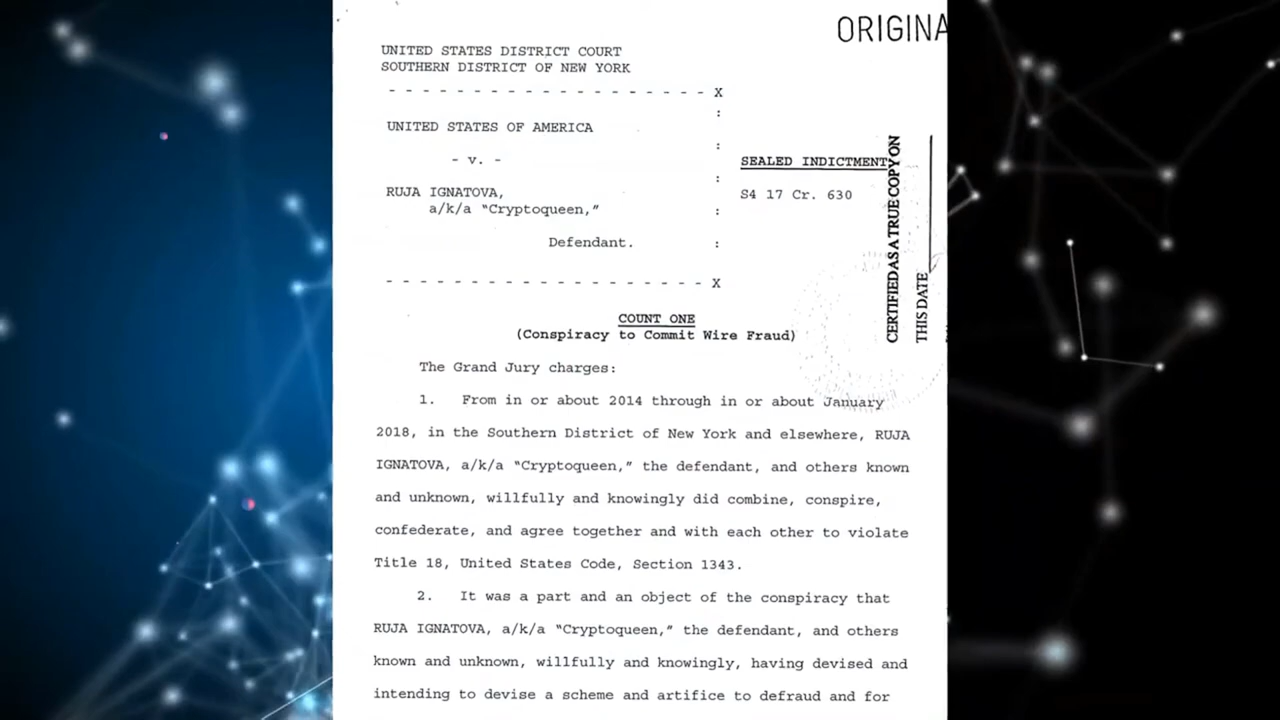 ORIGINA
UNITED STATES DISTRICT COURT
SOUTHERN DISTRICT OF NEW YORK
- - - - - - - - - - - - - - - - - - - X
:
UNITED STATES OF AMERICA
:
- v. -
SEALED INDICTMENT
:
RUJA IGNATOVA,
S4 17 Cr. 630
a/k/a “Cryptoqueen,”
:
Defendant.
:
- - - - - - - - - - - - - - - - - - - X
CERTIFIED AS A TRUE COPY ON
THIS DATE
COUNT ONE
(Conspiracy to Commit Wire Fraud)
The Grand Jury charges:
1. From in or about 2014 through in or about January
2018, in the Southern District of New York and elsewhere, RUJA
IGNATOVA, a/k/a “Cryptoqueen,” the defendant, and others known
and unknown, willfully and knowingly did combine, conspire,
confederate, and agree together and with each other to violate
Title 18, United States Code, Section 1343.
2. It was a part and an object of the conspiracy that
RUJA IGNATOVA, a/k/a “Cryptoqueen,” the defendant, and others
known and unknown, willfully and knowingly, having devised and
intending to devise a scheme and artifice to defraud and for